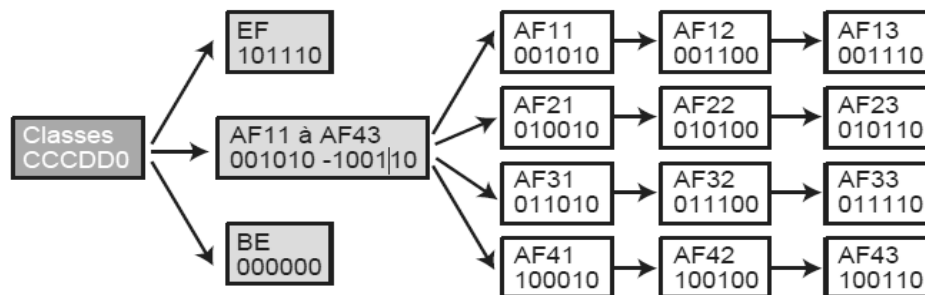 EF
101110
Classes
CCCDD0
AF11 à AF43
001010 -1001|10
BE
000000
AF11
001010
AF12
001100
AF13
001110
AF21
010010
AF22
010100
AF23
010110
AF31
011010
AF32
011100
AF33
011110
AF41
100010
AF42
100100
AF43
100110